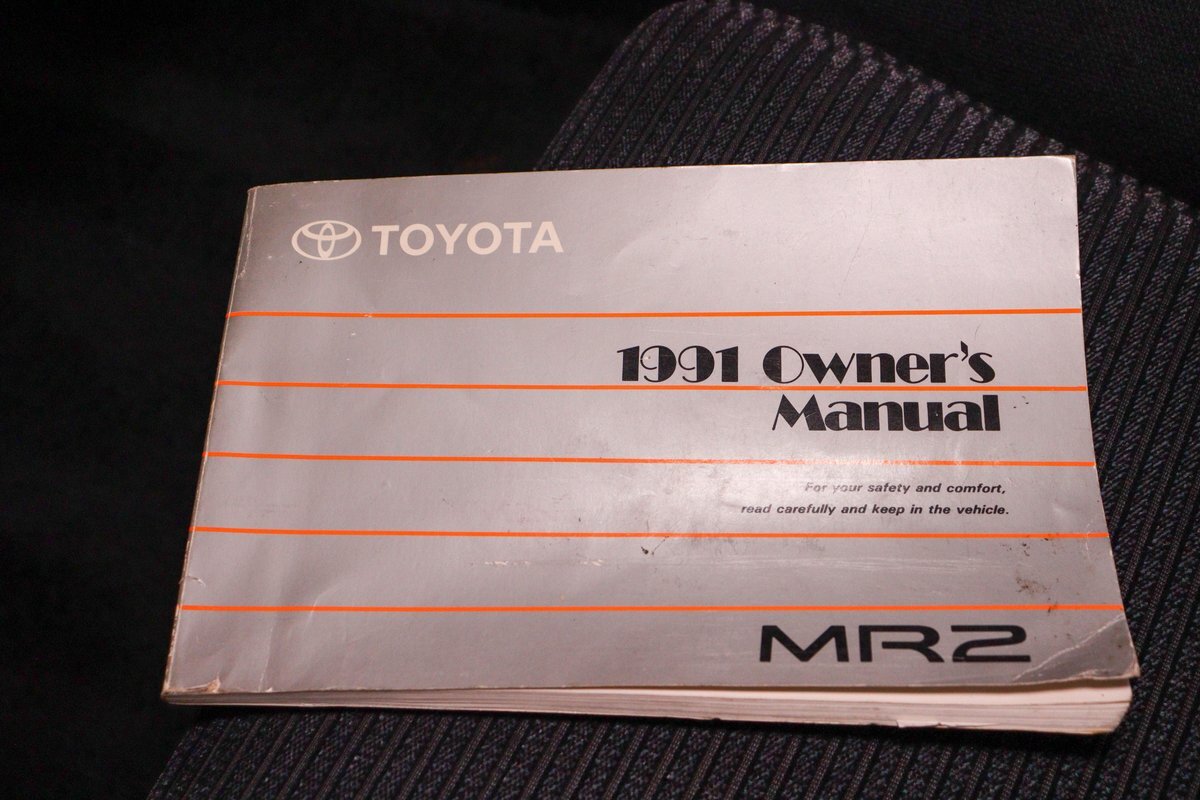 TOYOTA
1991 Owner's
Manual
For your safety and comfort,
read carefully and keep in the vehicle.
MR2